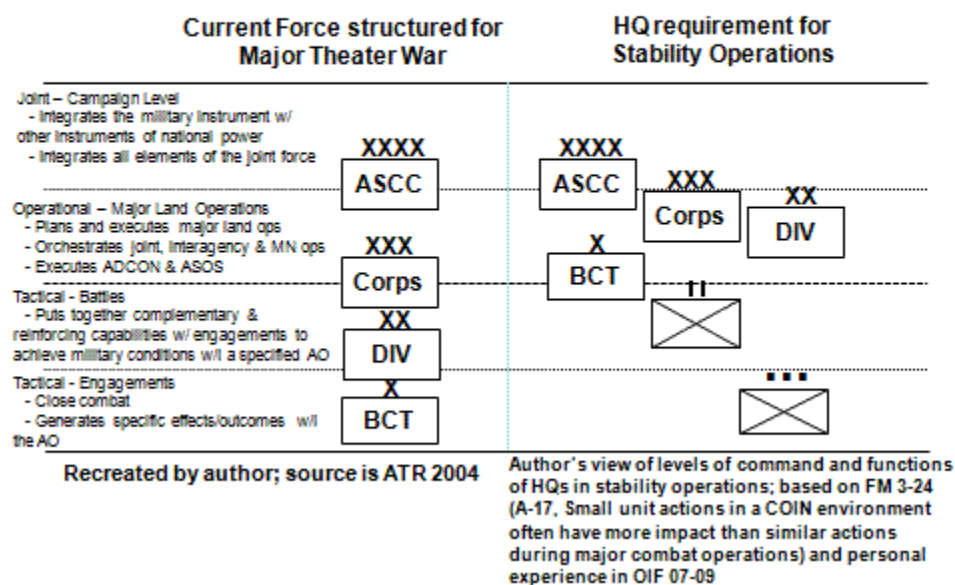 Current Force structured for
Major Theater War
HQ requirement for
Stability Operations
Joint – Campaign Level
- Integrates the military instrument w/
other instruments of national power
- Integrates all elements of the joint force
XXXX
ASCC
XXXX
ASCC
XXX
Corps
XX
DIV
Operational – Major Land Operations
- Plans and executes major land ops
- Orchestrates joint, Interagency & MN ops
- Executes ADCON & ASOS
XXX
Corps
X
BCT
II
Tactical - Battles
- Puts together complementary &
reinforcing capabilities w/ engagements to
achieve military conditions w/i a specified AO
XX
DIV
Tactical - Engagements
- Close combat
- Generates specific effects/outcomes w/i
the AO
X
BCT
Recreated by author; source is ATR 2004
Author's view of levels of command and functions
of HQs in stability operations; based on FM 3-24
(A-17, Small unit actions in a COIN environment
often have more impact than similar actions
during major combat operations) and personal
experience in OIF 07-09